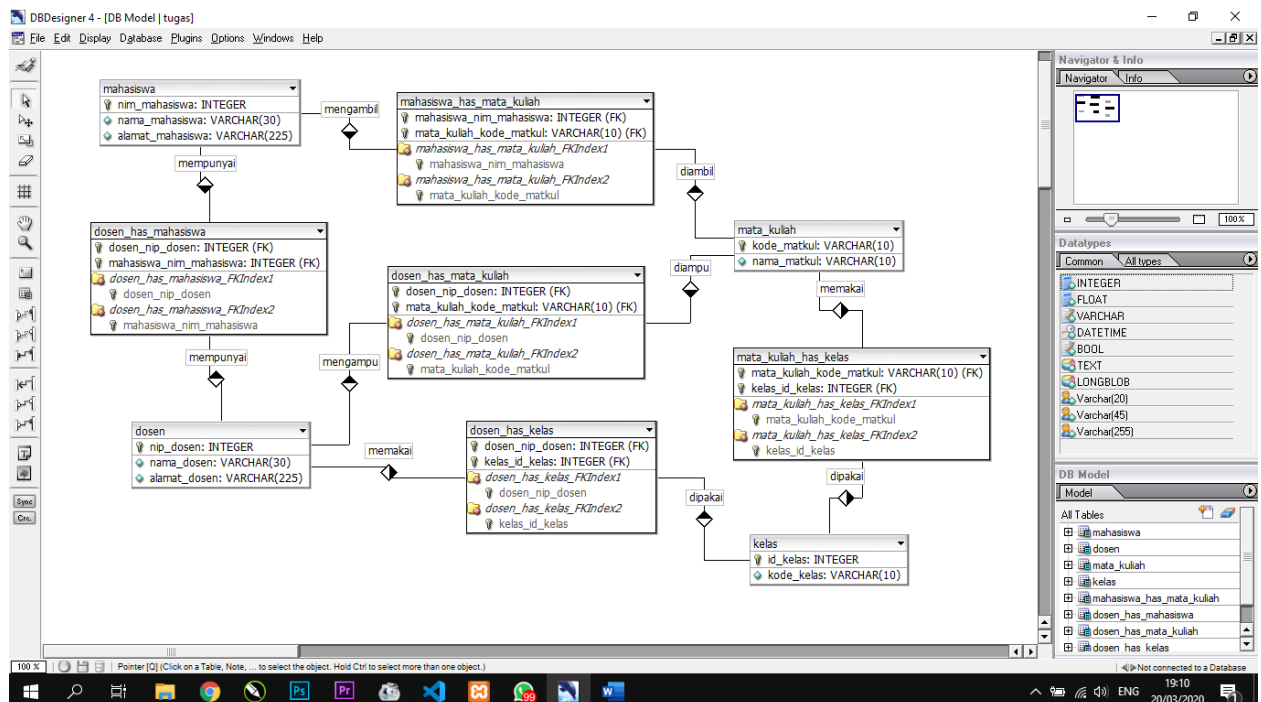 DBDesigner 4 - [DB Model | tugas]
File Edit Display Database Plugins Options Windows Help
mahasiswa
nim_mahasiswa: INTEGER
nama_mahasiswa: VARCHAR(30)
alamat_mahasiswa: VARCHAR(225)
mengambil
mahasiswa_has_mata_kuliah
mahasiswa_nim_mahasiswa: INTEGER (FK)
mata_kuliah_kode_matkul: VARCHAR(10) (FK)
mahasiswa_has_mata_kuliah_FKIndex1
mahasiswa_nim_mahasiswa
mahasiswa_has_mata_kuliah_FKIndex2
mata_kuliah_kode_matkul
mempunyai
diambil
dosen_has_mahasiswa
dosen_nip_dosen: INTEGER (FK)
mahasiswa_nim_mahasiswa: INTEGER (FK)
dosen_has_mahasiswa_FKIndex1
dosen_nip_dosen
dosen_has_mahasiswa_FKIndex2
mahasiswa_nim_mahasiswa
mata_kuliah
kode_matkul: VARCHAR(10)
nama_matkul: VARCHAR(10)
dosen_has_mata_kuliah
dosen_nip_dosen: INTEGER (FK)
mata_kuliah_kode_matkul: VARCHAR(10) (FK)
dosen_has_mata_kuliah_FKIndex1
dosen_nip_dosen
dosen_has_mata_kuliah_FKIndex2
mata_kuliah_kode_matkul
diampu
memakai
mempunyai
mengampu
mata_kuliah_has_kelas
mata_kuliah_kode_matkul: VARCHAR(10) (FK)
kelas_id_kelas: INTEGER (FK)
mata_kuliah_has_kelas_FKIndex1
mata_kuliah_kode_matkul
mata_kuliah_has_kelas_FKIndex2
kelas_id_kelas
dosen
nip_dosen: INTEGER
nama_dosen: VARCHAR(30)
alamat_dosen: VARCHAR(225)
memakai
dosen_has_kelas
dosen_nip_dosen: INTEGER (FK)
kelas_id_kelas: INTEGER (FK)
dosen_has_kelas_FKIndex1
dosen_nip_dosen
dosen_has_kelas_FKIndex2
kelas_id_kelas
dipakai
dipakai
kelas
id_kelas: INTEGER
kode_kelas: VARCHAR(10)
Sync
Cre.
Navigator & Info
Navigator Info
100 %
Datatypes
Common All types
INTEGER
FLOAT
VARCHAR
DATETIME
BOOL
TEXT
LONGBLOB
Varchar(20)
Varchar(45)
Varchar(255)
DB Model
Model
All Tables
mahasiswa
dosen
mata_kuliah
kelas
mahasiswa_has_mata_kuliah
dosen_has_mahasiswa
dosen_has_mata_kuliah
dosen_has_kelas
100 % Pointer [Q] (Click on a Table, Note, ... to select the object. Hold Ctrl to select more than one object.)
Not connected to a Database
Ps
Pr
99
W
ENG
19:10
20/03/2020
1